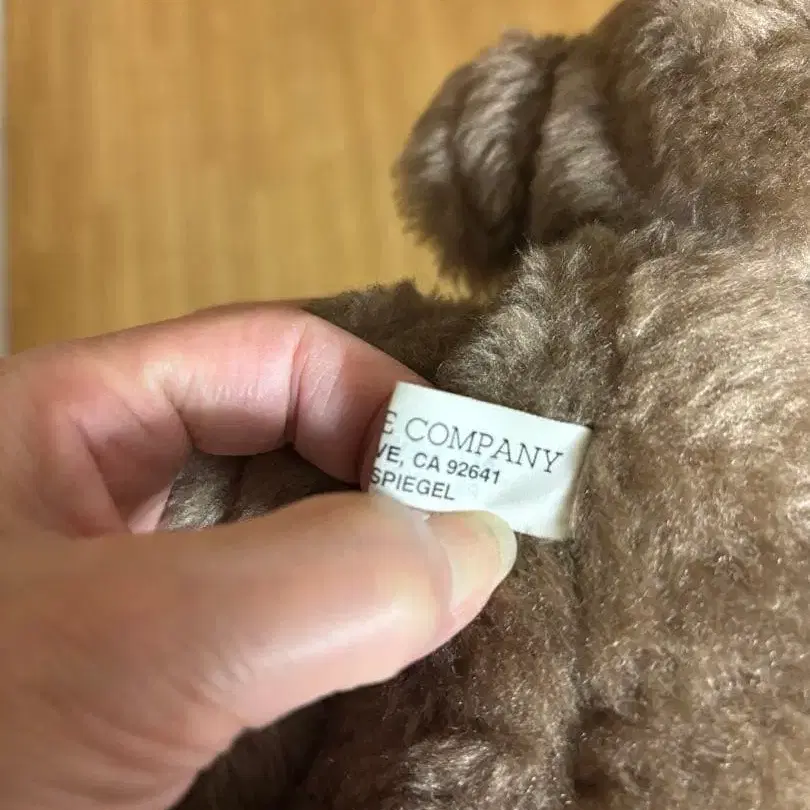 E COMPANY
VE, CA 92641
SPIEGEL